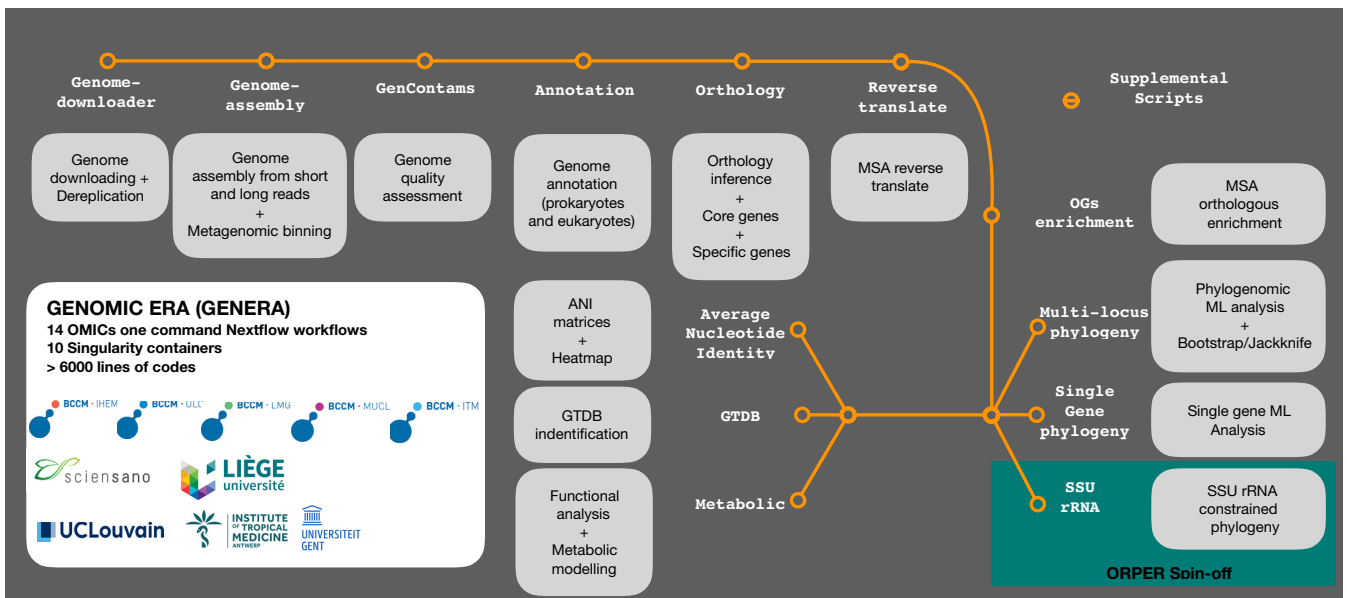 Genome-
downloader
Genome-
assembly
GenContams
Annotation
Orthology
Reverse
translate
Supplemental
Scripts
Genome
downloading +
Dereplication
Genome
assembly from short
and long reads
+
Metagenomic binning
Genome
quality
assessment
Genome
annotation
(prokaryotes
and eukaryotes)
Orthology
inference
+
Core genes
+
Specific genes
MSA reverse
translate
OGs
enrichment
MSA
orthologous
enrichment
GENOMIC ERA (GENERA)
14 OMICs one command Nextflow workflows
10 Singularity containers
> 6000 lines of codes
BCCM · IHEM
BCCM · ULC
BCCM · LMG
BCCM · MUCL
BCCM · ITM
sciensano
LIÈGE
université
UCLouvain
INSTITUTE
OF TROPICAL
MEDICINE
ANTWERP
UNIVERSITEIT
GENT
ANI
matrices
+
Heatmap
Average
Nucleotide
Identity
GTDB
indentification
GTDB
Functional
analysis
+
Metabolic
modelling
Metabolic
Multi-locus
phylogeny
Phylogenomic
ML analysis
+
Bootstrap/Jackknife
Single
Gene
phylogeny
Single gene ML
Analysis
SSU
rRNA
SSU rRNA
constrained
phylogeny
ORPER Spin-off